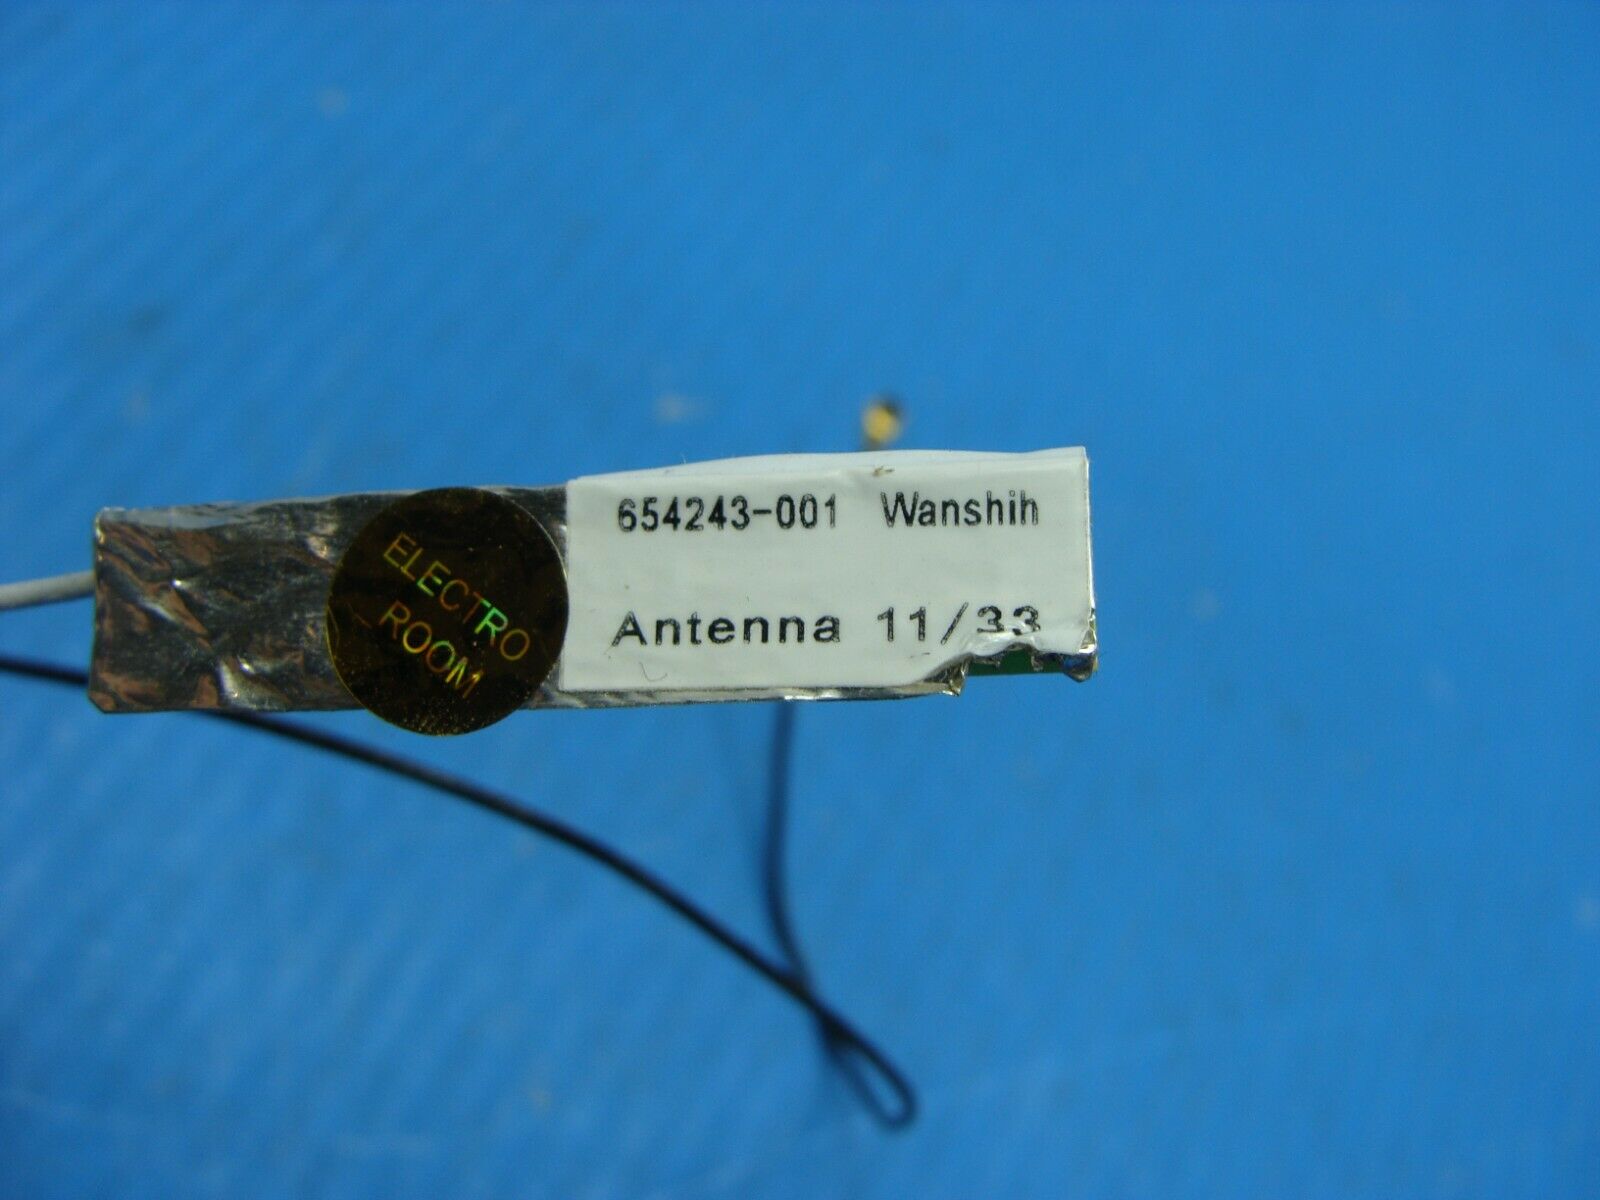 654243-001 Wanshih
Antenna 11/33
ELECTRO
ROOM